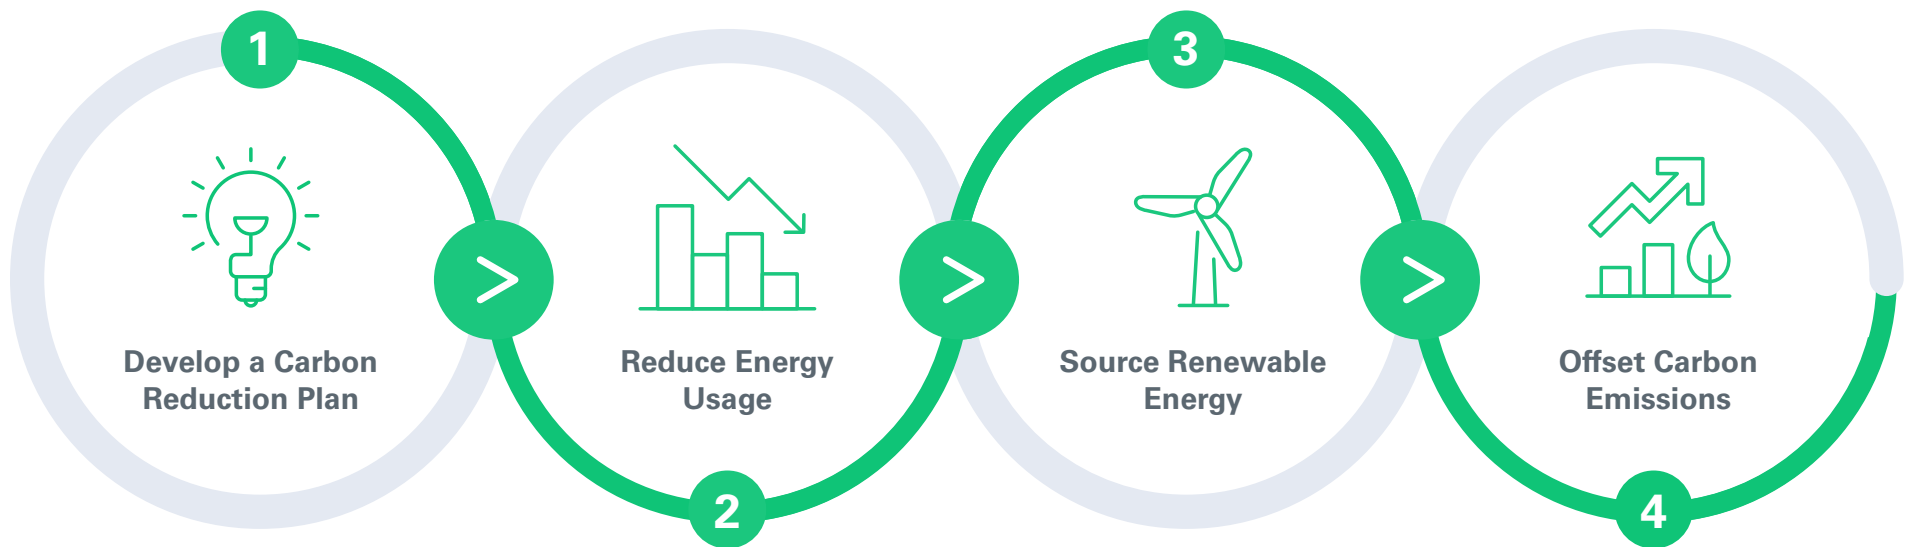 1
Develop a Carbon
Reduction Plan
2
Reduce Energy
Usage
3
Source Renewable
Energy
4
Offset Carbon
Emissions